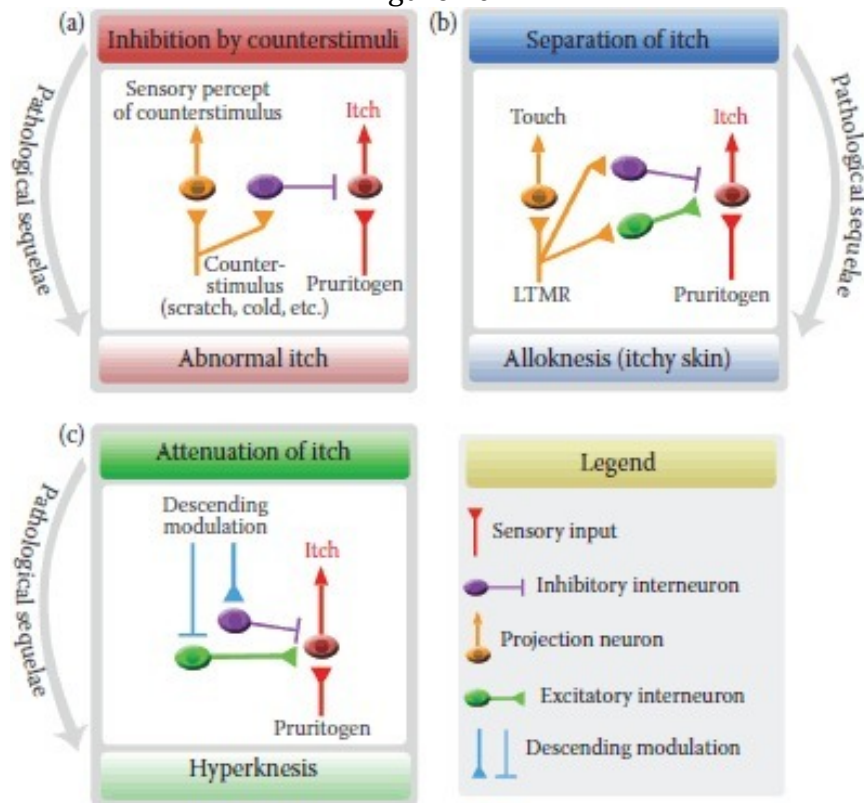 (a)
Inhibition by counterstimuli
Pathological sequelae
Sensory percept
of counterstimulus
Itch
Counter-
stimulus
(scratch, cold, etc.)
Pruritogen
Abnormal itch
(b)
Separation of itch
Pathological sequelae
Touch
Itch
LTMR
Pruritogen
Alloknesis (itchy skin)
(c)
Attenuation of itch
Pathological sequelae
Descending
modulation
Itch
Pruritogen
Hyperknesis
Legend
Sensory input
Inhibitory interneuron
Projection neuron
Excitatory interneuron
Descending modulation